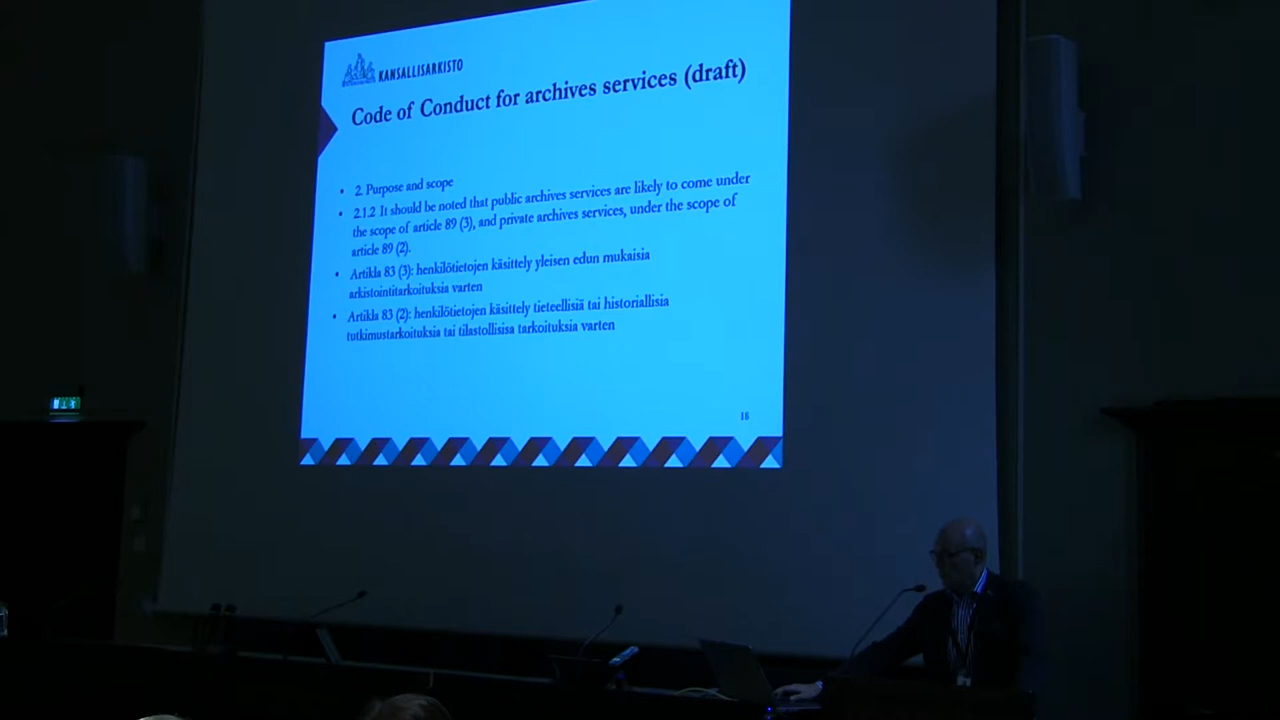 KANSALLISARKISTO
Code of Conduct for archives services (draft)
• 2. Purpose and scope
• 2.1.2 It should be noted that public archives services are likely to come under
the scope of article 89 (3), and private archives services, under the scope of
article 89 (2).
• Artikla 83 (3): henkilötietojen käsittely yleisen edun mukaisia
arkistointitarkoituksia varten
• Artikla 83 (2): henkilötietojen käsittely tieteellisiä tai historiallisia
tutkimustarkoituksia tai tilastollisisa tarkoituksia varten
18